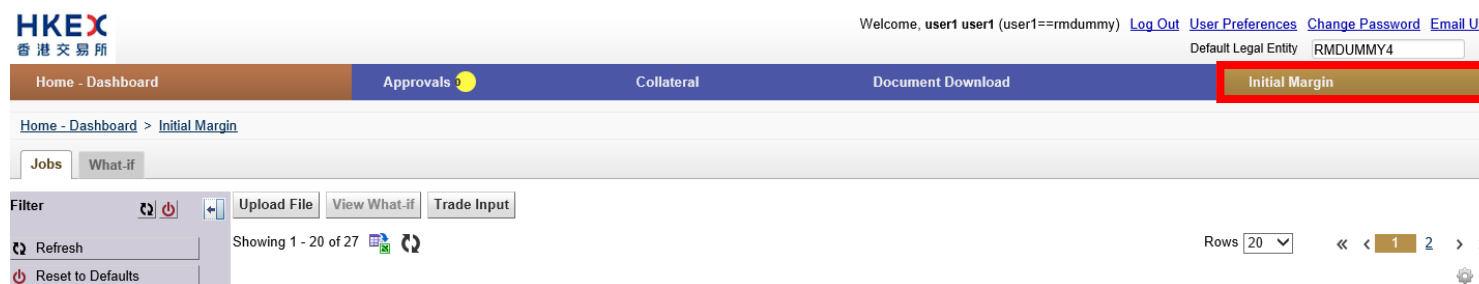 HKEX
香港交易所
Welcome, user1 user1 (user1==rmdummy) Log Out User Preferences Change Password Email U
Default Legal Entity RMDUMMY4
Home - Dashboard Approvals 0 Collateral Document Download Initial Margin
Home - Dashboard > Initial Margin
Jobs What-if
Filter Upload File View What-if Trade Input
Refresh Showing 1 - 20 of 27 Rows 20 « < 1 2 >
Reset to Defaults